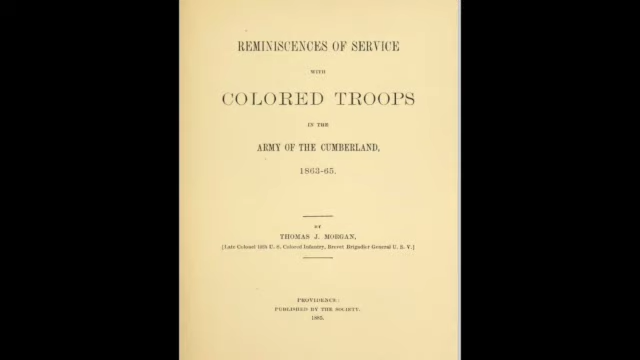 REMINISCENCES OF SERVICE
WITH
COLORED TROOPS
IN THE
ARMY OF THE CUMBERLAND,
1863-65.
BY
THOMAS J. MORGAN,
[Late Colonel 14th U. S. Colored Infantry, Brevet Brigadier General U. S. V.]
PROVIDENCE:
PUBLISHED BY THE SOCIETY.
1885.